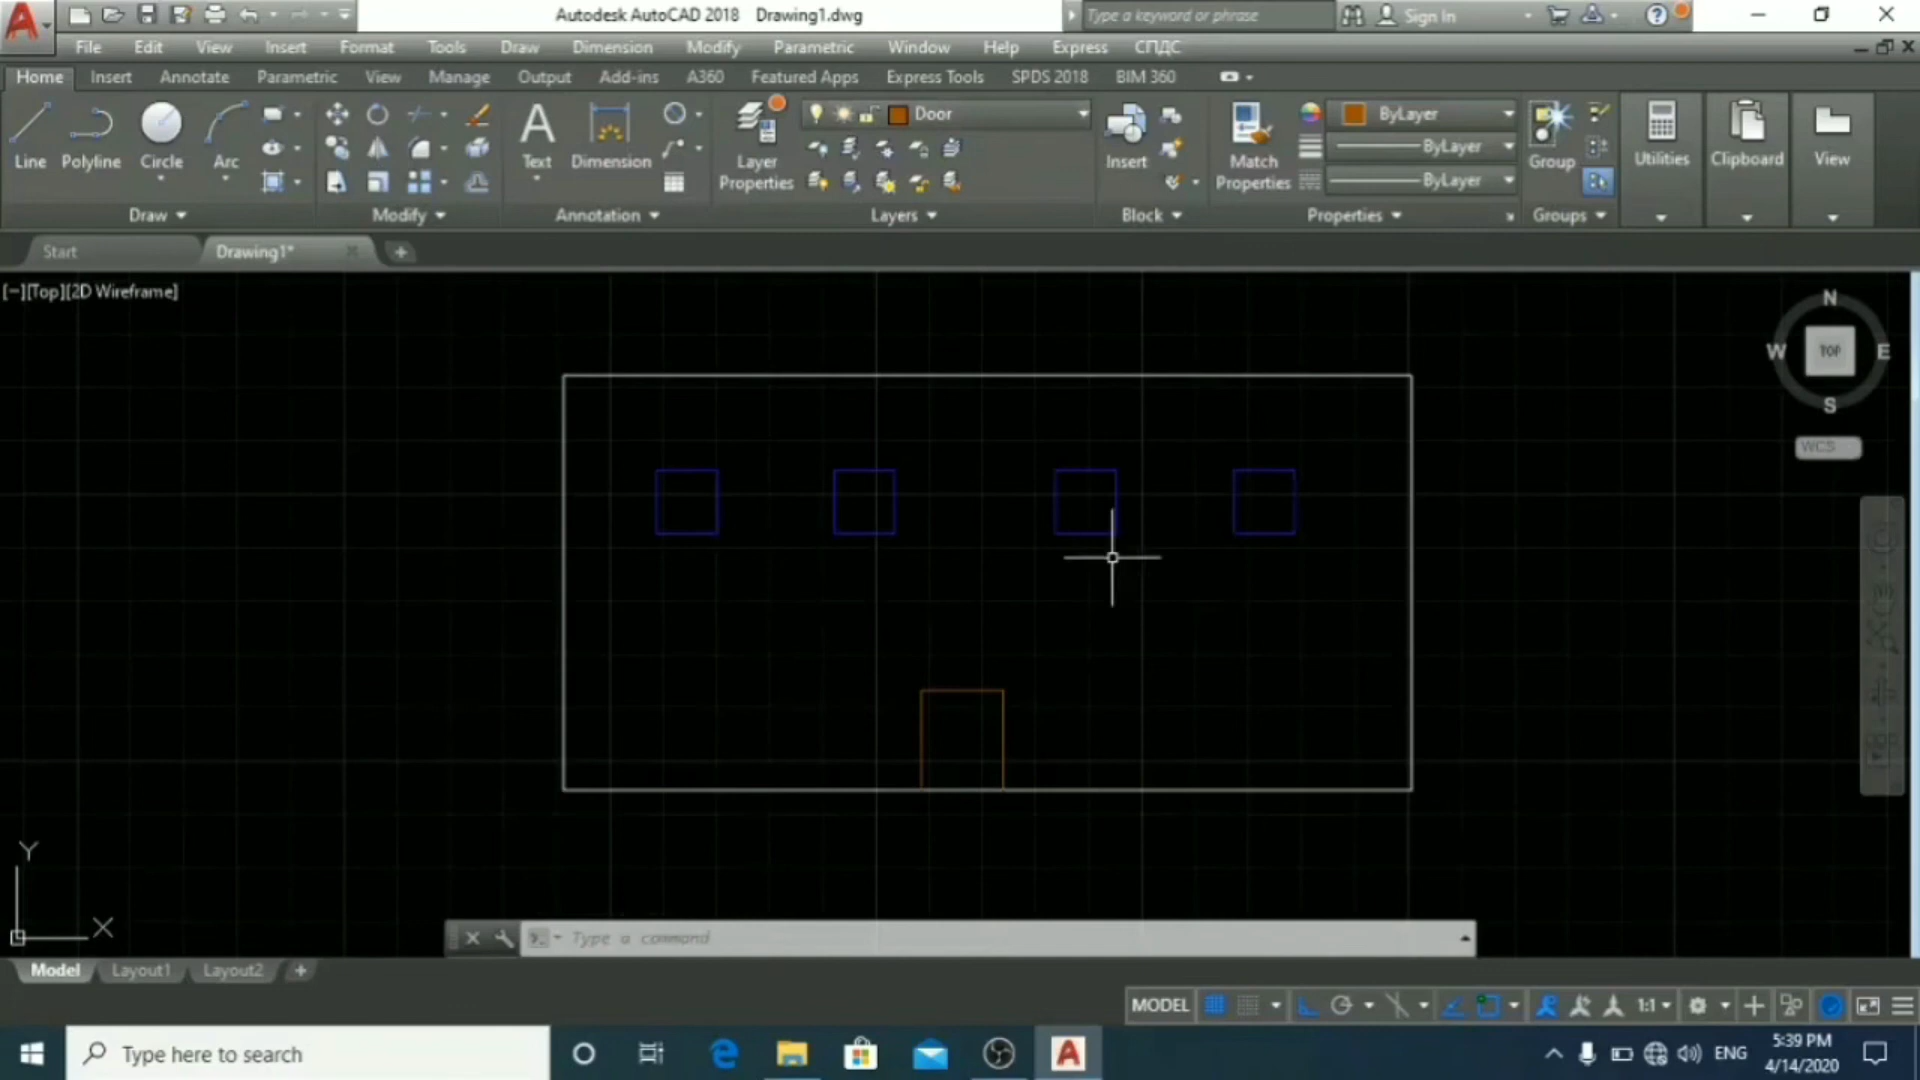 Autodesk AutoCAD 2018 Drawing1.dwg
Type a keyword or phrase
Sign In
File Edit View Insert Format Tools Draw Dimension Modify Parametric Window Help Express СПДС
Home Insert Annotate Parametric View Manage Output Add-ins A360 Featured Apps Express Tools SPDS 2018 BIM 360
Door
ByLayer
ByLayer
ByLayer
Line Polyline Circle Arc
Text Dimension
Layer Properties
Insert
Match Properties
Group Utilities Clipboard View
Draw Modify Annotation Layers Block Properties Groups
Start Drawing1*
[−][Top][2D Wireframe]
N
W TOP E
S
WCS
Y
X
Type a command
Model Layout1 Layout2
MODEL 1:1
Type here to search
ENG
5:39 PM
4/14/2020